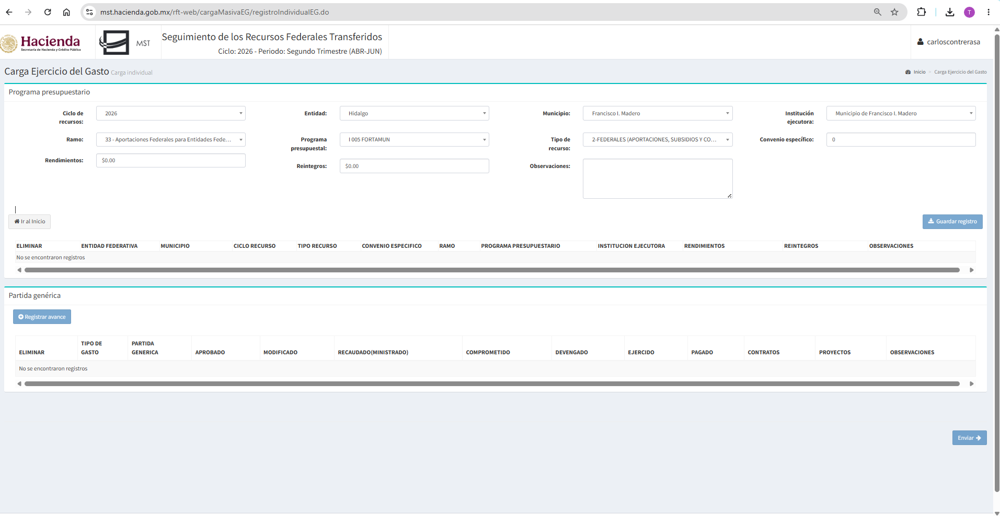 mst.hacienda.gob.mx/rft-web/cargaMasivaEG/registroIndividualEG.do
T
Hacienda
Secretaría de Hacienda y Crédito Público
MST
Seguimiento de los Recursos Federales Transferidos
Ciclo: 2026 - Periodo: Segundo Trimestre (ABR-JUN)
carloscontrerasa
Carga Ejercicio del Gasto Carga individual
Inicio > Carga Ejercicio del Gasto
Programa presupuestario
Ciclo de recursos: 2026
Entidad: Hidalgo
Municipio: Francisco I. Madero
Institución ejecutora: Municipio de Francisco I. Madero
Ramo: 33 - Aportaciones Federales para Entidades Fede...
Programa presupuestal: I 005 FORTAMUN
Tipo de recurso: 2-FEDERALES (APORTACIONES, SUBSIDIOS Y CO...
Convenio específico: 0
Rendimientos: $0.00
Reintegros: $0.00
Observaciones:
Ir al Inicio
Guardar registro
ELIMINAR ENTIDAD FEDERATIVA MUNICIPIO CICLO RECURSO TIPO RECURSO CONVENIO ESPECIFICO RAMO PROGRAMA PRESUPUESTARIO INSTITUCION EJECUTORA RENDIMIENTOS REINTEGROS OBSERVACIONES
No se encontraron registros
Partida genérica
Registrar avance
ELIMINAR TIPO DE GASTO PARTIDA GENERICA APROBADO MODIFICADO RECAUDADO(MINISTRADO) COMPROMETIDO DEVENGADO EJERCIDO PAGADO CONTRATOS PROYECTOS OBSERVACIONES
No se encontraron registros
Enviar